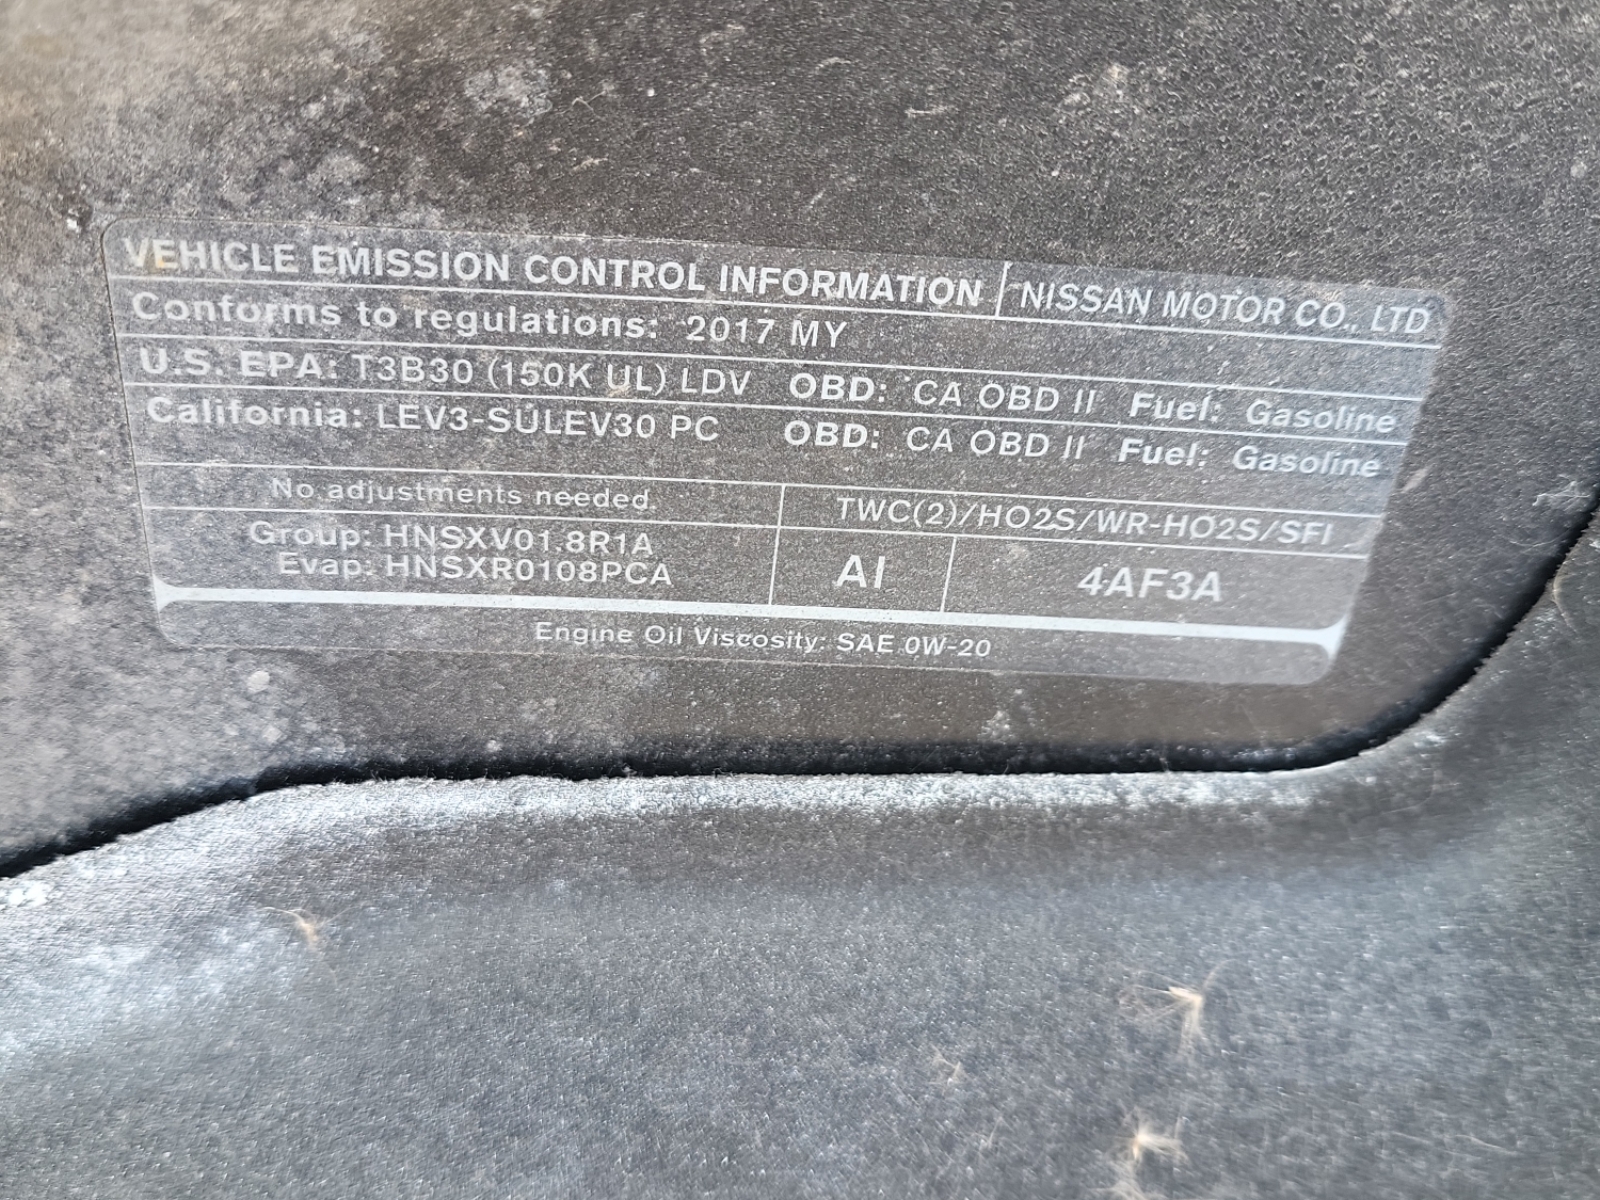 VEHICLE EMISSION CONTROL INFORMATION NISSAN MOTOR CO., LTD
Conforms to regulations: 2017 MY
U.S. EPA: T3B30 (150K UL) LDV OBD: CA OBD II Fuel: Gasoline
California: LEV3-SULEV30 PC OBD: CA OBD II Fuel: Gasoline
No adjustments needed TWC(2)/HO2S/WR-HO2S/SFI
Group: HNSXV01.8R1A
Evap: HNSXR0108PCA
AI 4AF3A
Engine Oil Viscosity: SAE 0W-20